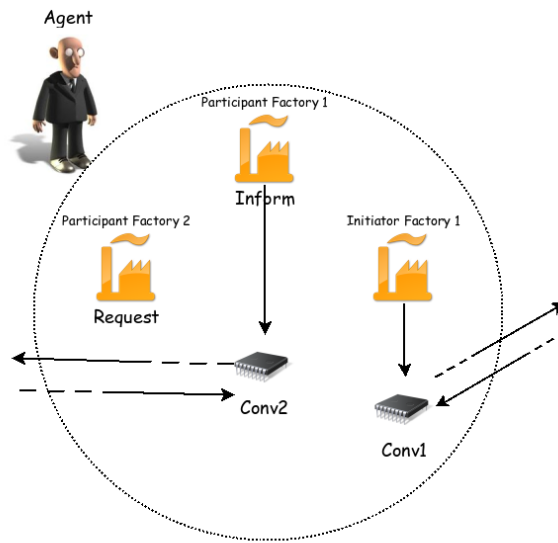 Agent
Participant Factory 1
Inform
Participant Factory 2
Initiator Factory 1
Request
Conv2
Conv1